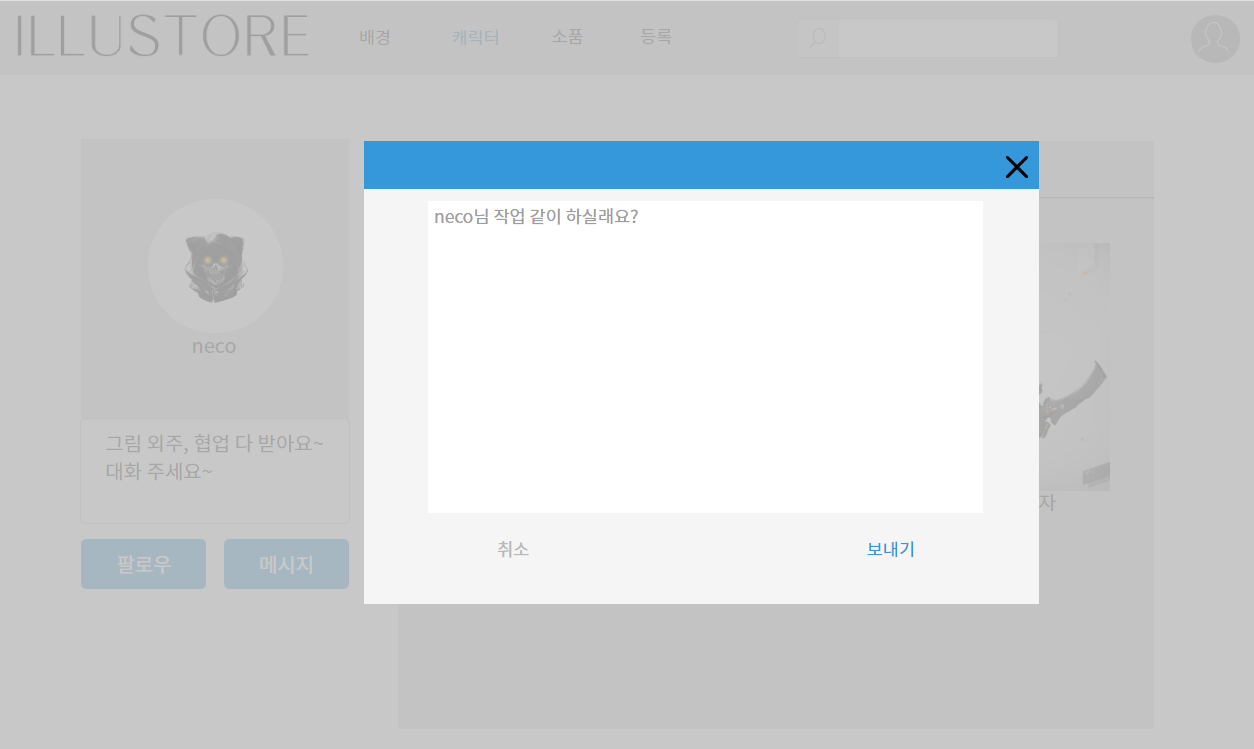 ILLUSTORE 배경 캐릭터 소품 등록
neco님 작업 같이 하실래요?
neco
그림 외주, 협업 다 받아요~
대화 주세요~
자
취소 보내기
팔로우 메시지